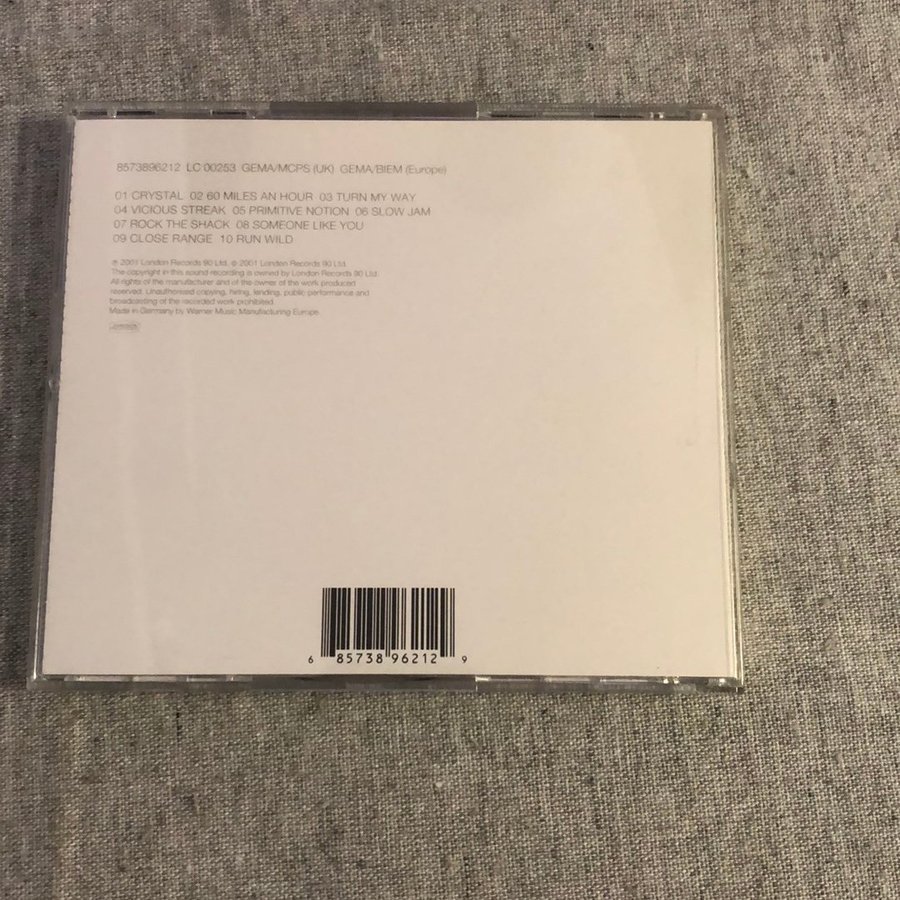 8573896212 LC 00253 GEMA/MCPS (UK) GEMA/BIEM (Europe)
01 CRYSTAL 02 60 MILES AN HOUR 03 TURN MY WAY
04 VICIOUS STREAK 05 PRIMITIVE NOTION 06 SLOW JAM
07 ROCK THE SHACK 08 SOMEONE LIKE YOU
09 CLOSE RANGE 10 RUN WILD
℗ 2001 London Records 90 Ltd. © 2001 London Records 90 Ltd.
The copyright in this sound recording is owned by London Records 90 Ltd.
All rights of the manufacturer and of the owner of the work produced
reserved. Unauthorised copying, hiring, lending, public performance and
broadcasting of the recorded work prohibited.
Made in Germany by Warner Music Manufacturing Europe.
6 85738 96212 9